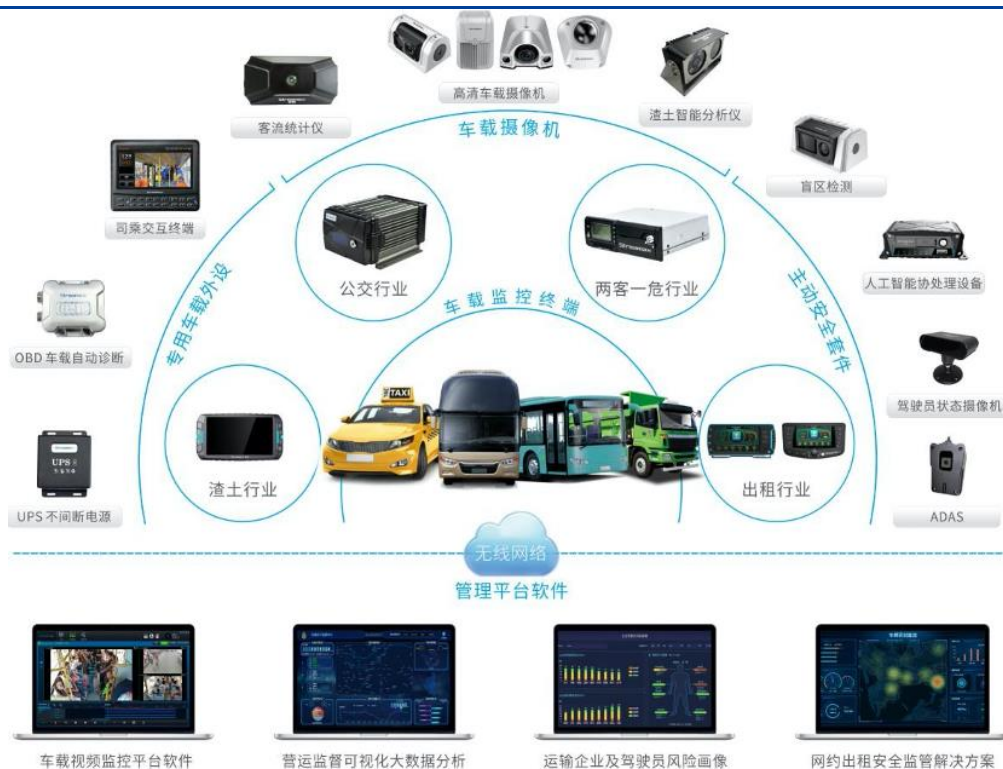 高清车载摄像机
客流统计仪
渣土智能分析仪
车载摄像机
盲区检测
司乘交互终端
人工智能协处理设备
公交行业
两客一危行业
专用车载外设
车载监控终端
主动安全套件
OBD 车载自动诊断
驾驶员状态摄像机
TAXI
UPS
渣土行业
出租行业
UPS 不间断电源
ADAS
无线网络
管理平台软件
车载视频监控平台软件
营运监督可视化大数据分析
运输企业及驾驶员风险画像
网约出租安全监管解决方案